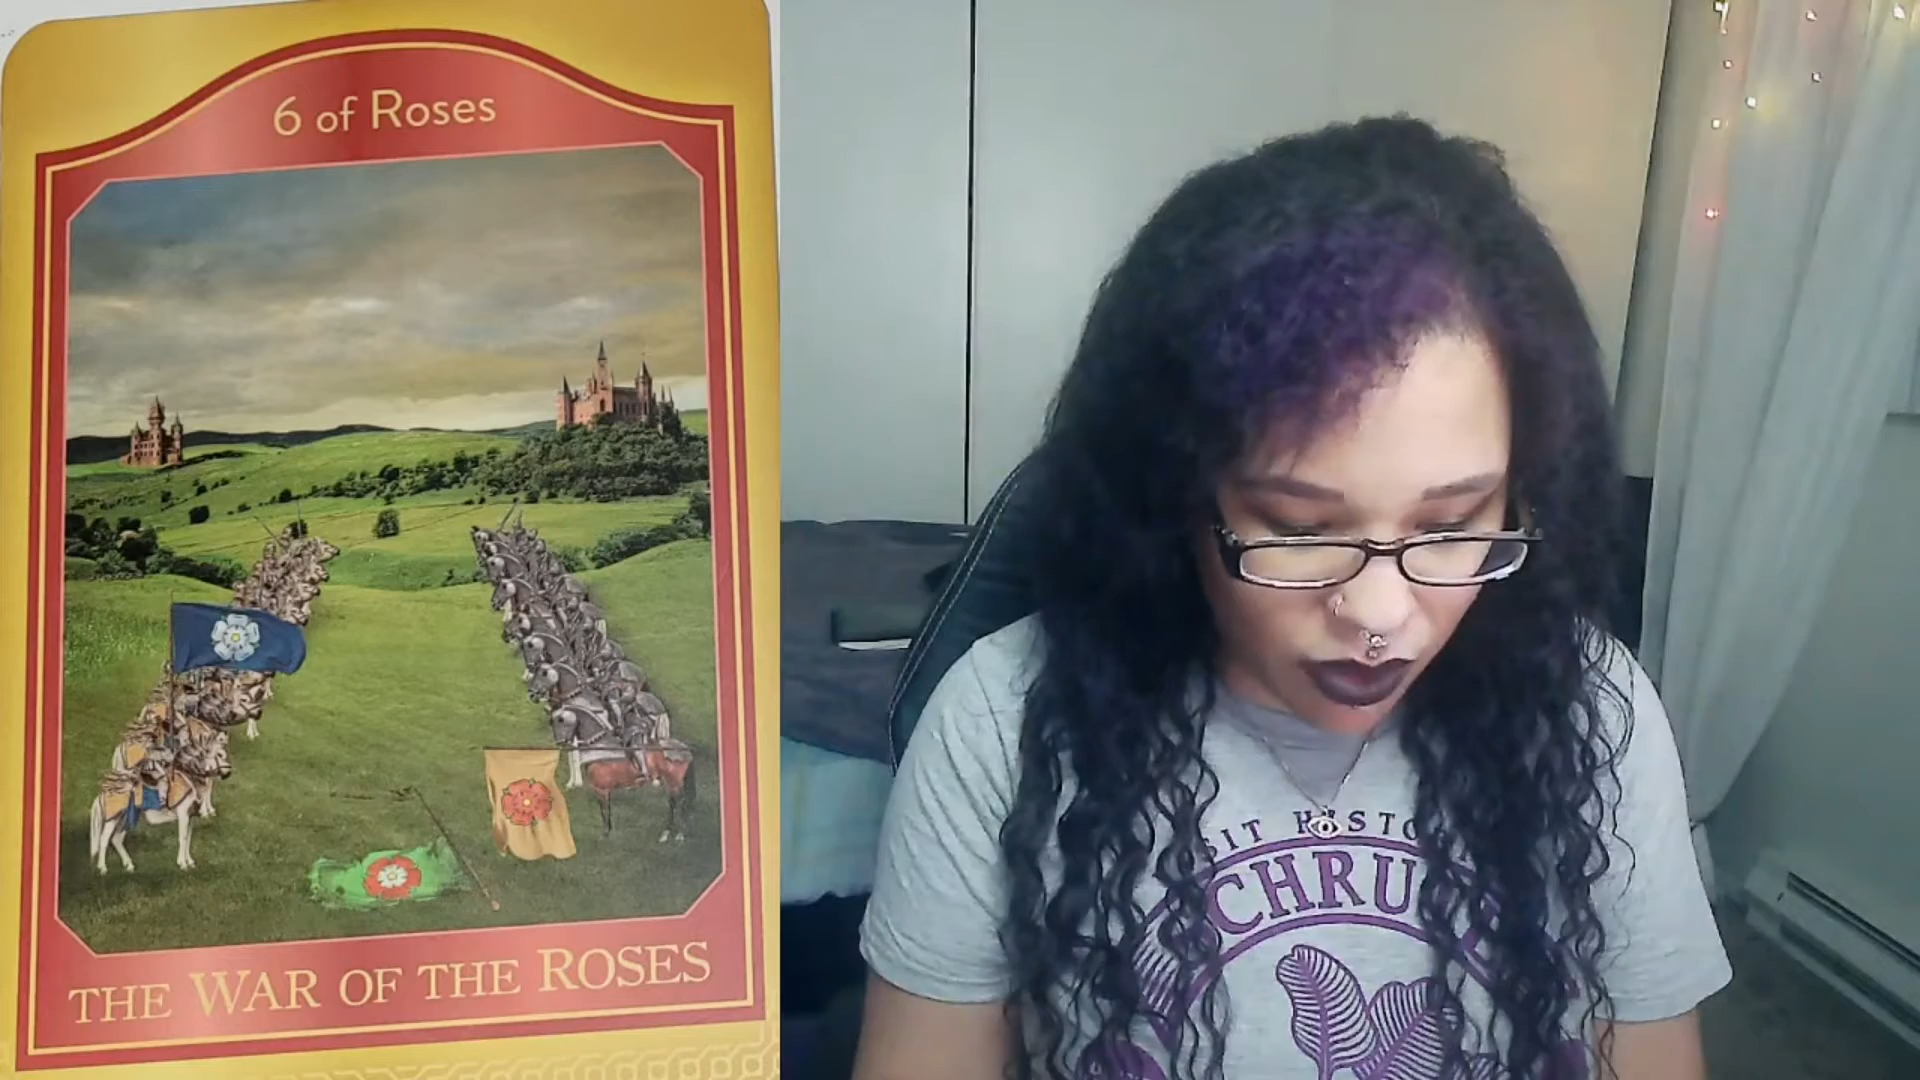 6 of Roses
THE WAR OF THE ROSES
CHRU